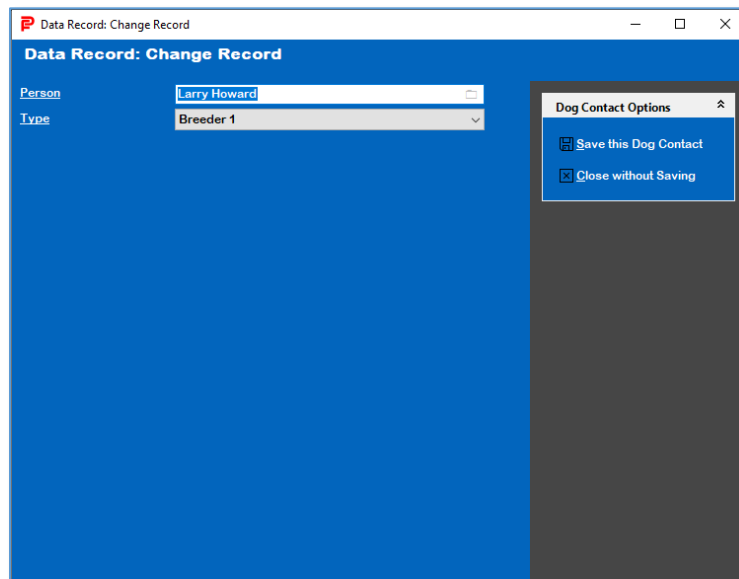 Data Record: Change Record
Data Record: Change Record
Person
Larry Howard
Type
Breeder 1
Dog Contact Options
Save this Dog Contact
Close without Saving